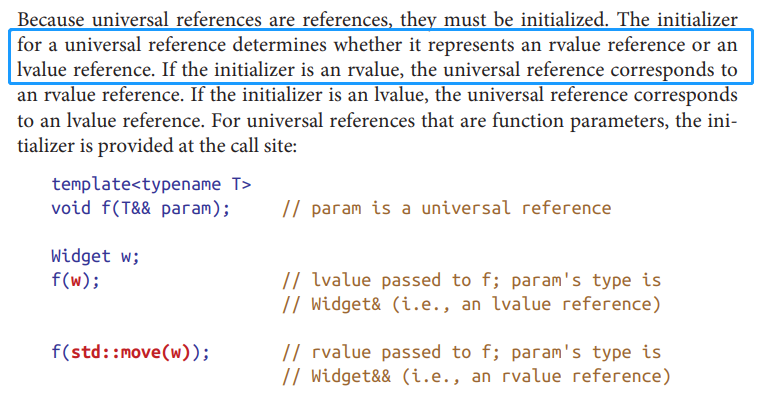 Because universal references are references, they must be initialized. The initializer
for a universal reference determines whether it represents an rvalue reference or an
lvalue reference. If the initializer is an rvalue, the universal reference corresponds to
an rvalue reference. If the initializer is an lvalue, the universal reference corresponds
to an lvalue reference. For universal references that are function parameters, the ini-
tializer is provided at the call site:
template<typename T>
void f(T&& param); // param is a universal reference
Widget w;
f(w); // lvalue passed to f; param's type is
// Widget& (i.e., an lvalue reference)
f(std::move(w)); // rvalue passed to f; param's type is
// Widget&& (i.e., an rvalue reference)